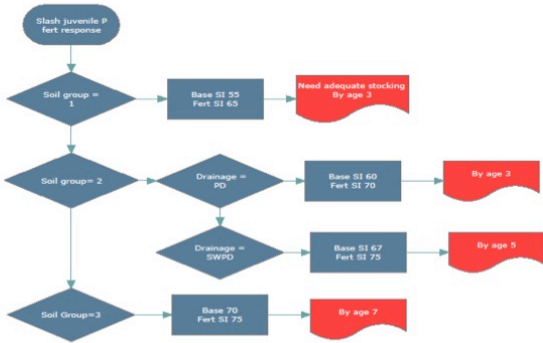 Slash juvenile P
fert response
Soil group =
1
Base SI 55
Fert SI 65
Need adequate stocking
By age 3
Soil group= 2
Drainage =
PD
Base SI 60
Fert SI 70
By age 3
Drainage =
SWPD
Base SI 67
Fert SI 75
By age 5
Soil Group=3
Base 70
Fert SI 75
By age 7